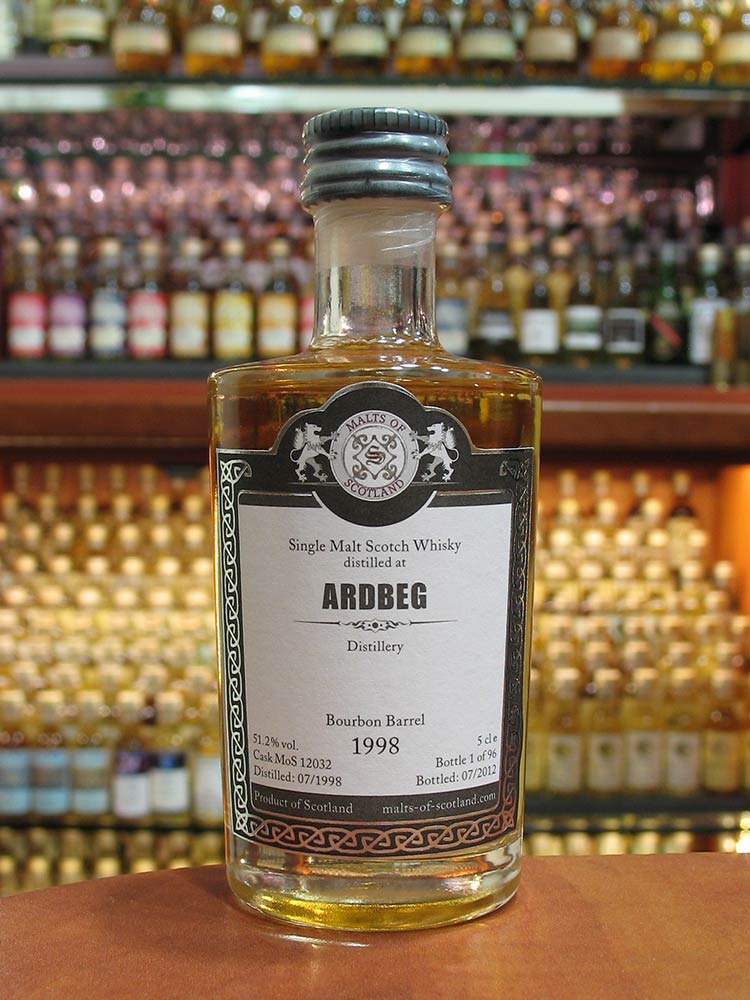 MALTS OF
S
SCOTLAND
Single Malt Scotch Whisky
distilled at
ARDBEG
Distillery
Bourbon Barrel
1998
51.2% vol.
Cask MoS 12032
Distilled: 07/1998
5 cl e
Bottle 1 of 96
Bottled: 07/2012
Product of Scotland
malts-of-scotland.com